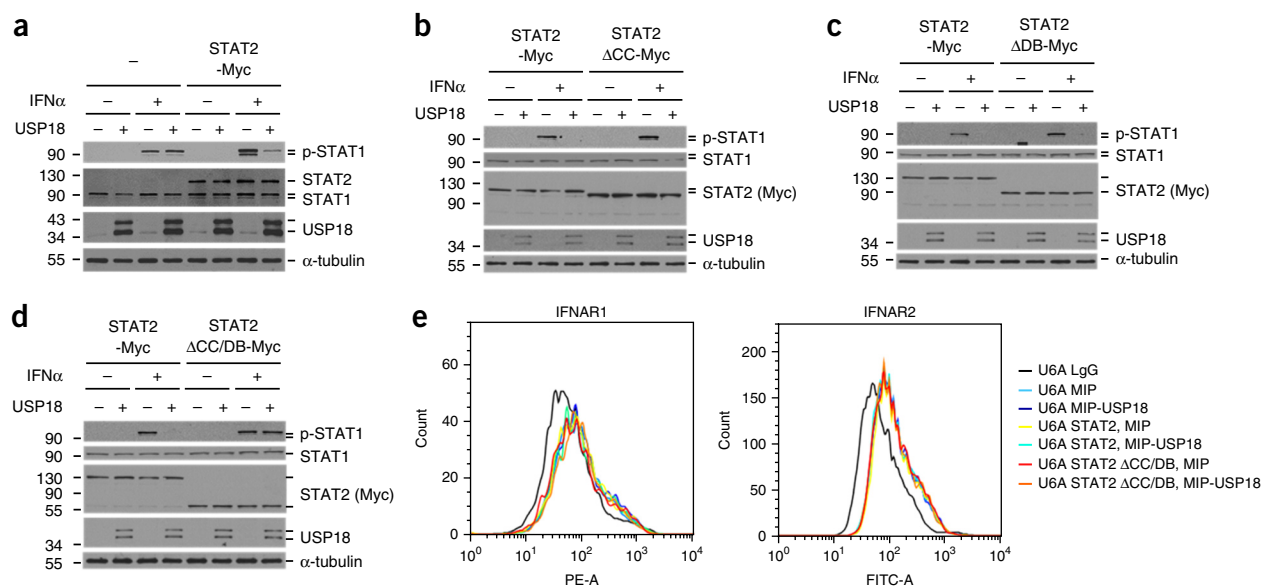 a
STAT2
-Myc
–
IFNα – + – +
USP18 – + – + – + – +
90 p-STAT1
130 STAT2
90 STAT1
43
34 USP18
55 α-tubulin
b
STAT2 STAT2
-Myc ΔCC-Myc
IFNα – + – +
USP18 – + – + – + – +
90 p-STAT1
90 STAT1
130
90 STAT2 (Myc)
34 USP18
55 α-tubulin
c
STAT2 STAT2
-Myc ΔDB-Myc
IFNα – + – +
USP18 – + – + – + – +
90 p-STAT1
90 STAT1
130
90 STAT2 (Myc)
34 USP18
55 α-tubulin
d
STAT2 STAT2
-Myc ΔCC/DB-Myc
IFNα – + – +
USP18 – + – + – + – +
90 p-STAT1
90 STAT1
130
90 STAT2 (Myc)
55
34 USP18
55 α-tubulin
e
IFNAR1
Count
60
40
20
0
10⁰ 10¹ 10² 10³ 10⁴
PE-A
IFNAR2
Count
200
150
100
50
0
10⁰ 10¹ 10² 10³ 10⁴
FITC-A
U6A LgG
U6A MIP
U6A MIP-USP18
U6A STAT2, MIP
U6A STAT2, MIP-USP18
U6A STAT2 ΔCC/DB, MIP
U6A STAT2 ΔCC/DB, MIP-USP18